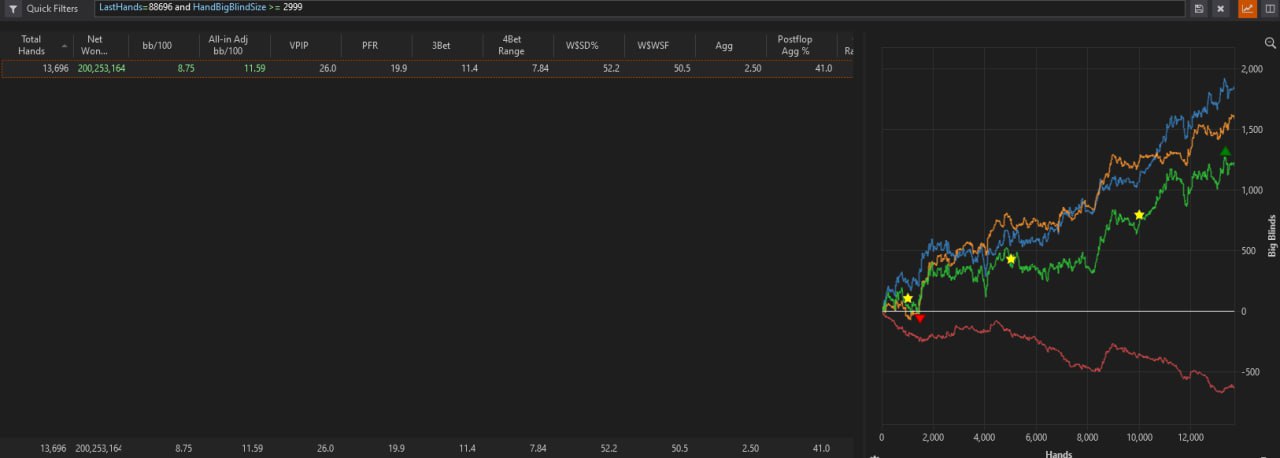 Quick Filters
LastHands=88696 and HandBigBlindSize >= 2999
Total Hands
Net Won...
bb/100
All-in Adj bb/100
VPIP
PFR
3Bet
4Bet Range
W$SD%
W$WSF
Agg
Postflop Agg %
Ra
13,696 200,253,164 8.75 11.59 26.0 19.9 11.4 7.84 52.2 50.5 2.50 41.0
13,696 200,253,164 8.75 11.59 26.0 19.9 11.4 7.84 52.2 50.5 2.50 41.0
2,000
1,500
1,000
500
0
-500
Big Blinds
0 2,000 4,000 6,000 8,000 10,000 12,000
Hands